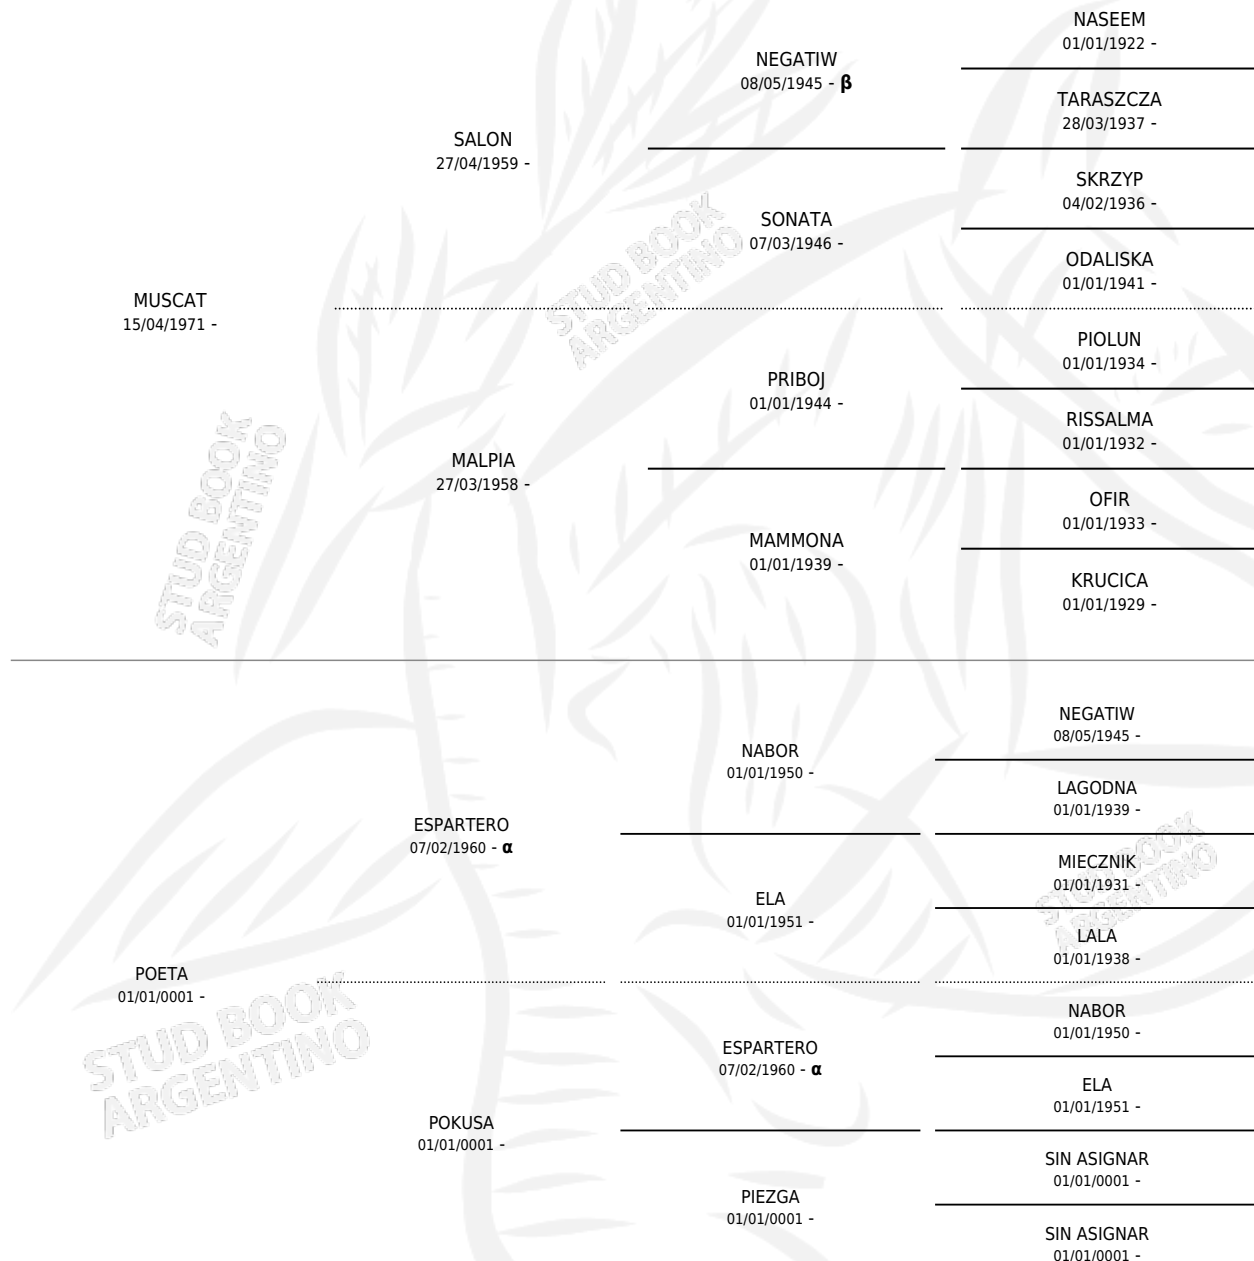 NASEEM
01/01/1922 -
NEGATIW
08/05/1945 - β
TARASZCZA
28/03/1937 -
SALON
27/04/1959 -
SKRZYP
04/02/1936 -
SONATA
07/03/1946 -
ODALISKA
01/01/1941 -
MUSCAT
15/04/1971 -
PIOLUN
01/01/1934 -
PRIBOJ
01/01/1944 -
RISSALMA
01/01/1932 -
MALPIA
27/03/1958 -
OFIR
01/01/1933 -
MAMMONA
01/01/1939 -
KRUCICA
01/01/1929 -
NEGATIW
08/05/1945 -
NABOR
01/01/1950 -
LAGODNA
01/01/1939 -
ESPARTERO
07/02/1960 - α
MIECZNIK
01/01/1931 -
ELA
01/01/1951 -
LALA
01/01/1938 -
POETA
01/01/0001 -
NABOR
01/01/1950 -
ESPARTERO
07/02/1960 - α
ELA
01/01/1951 -
POKUSA
01/01/0001 -
SIN ASIGNAR
01/01/0001 -
PIEZGA
01/01/0001 -
SIN ASIGNAR
01/01/0001 -
STUD BOOK
ARGENTINO
STUD BOOK
ARGENTINO
STUD BOOK
ARGENTINO
STUD BOOK
ARGENTINO